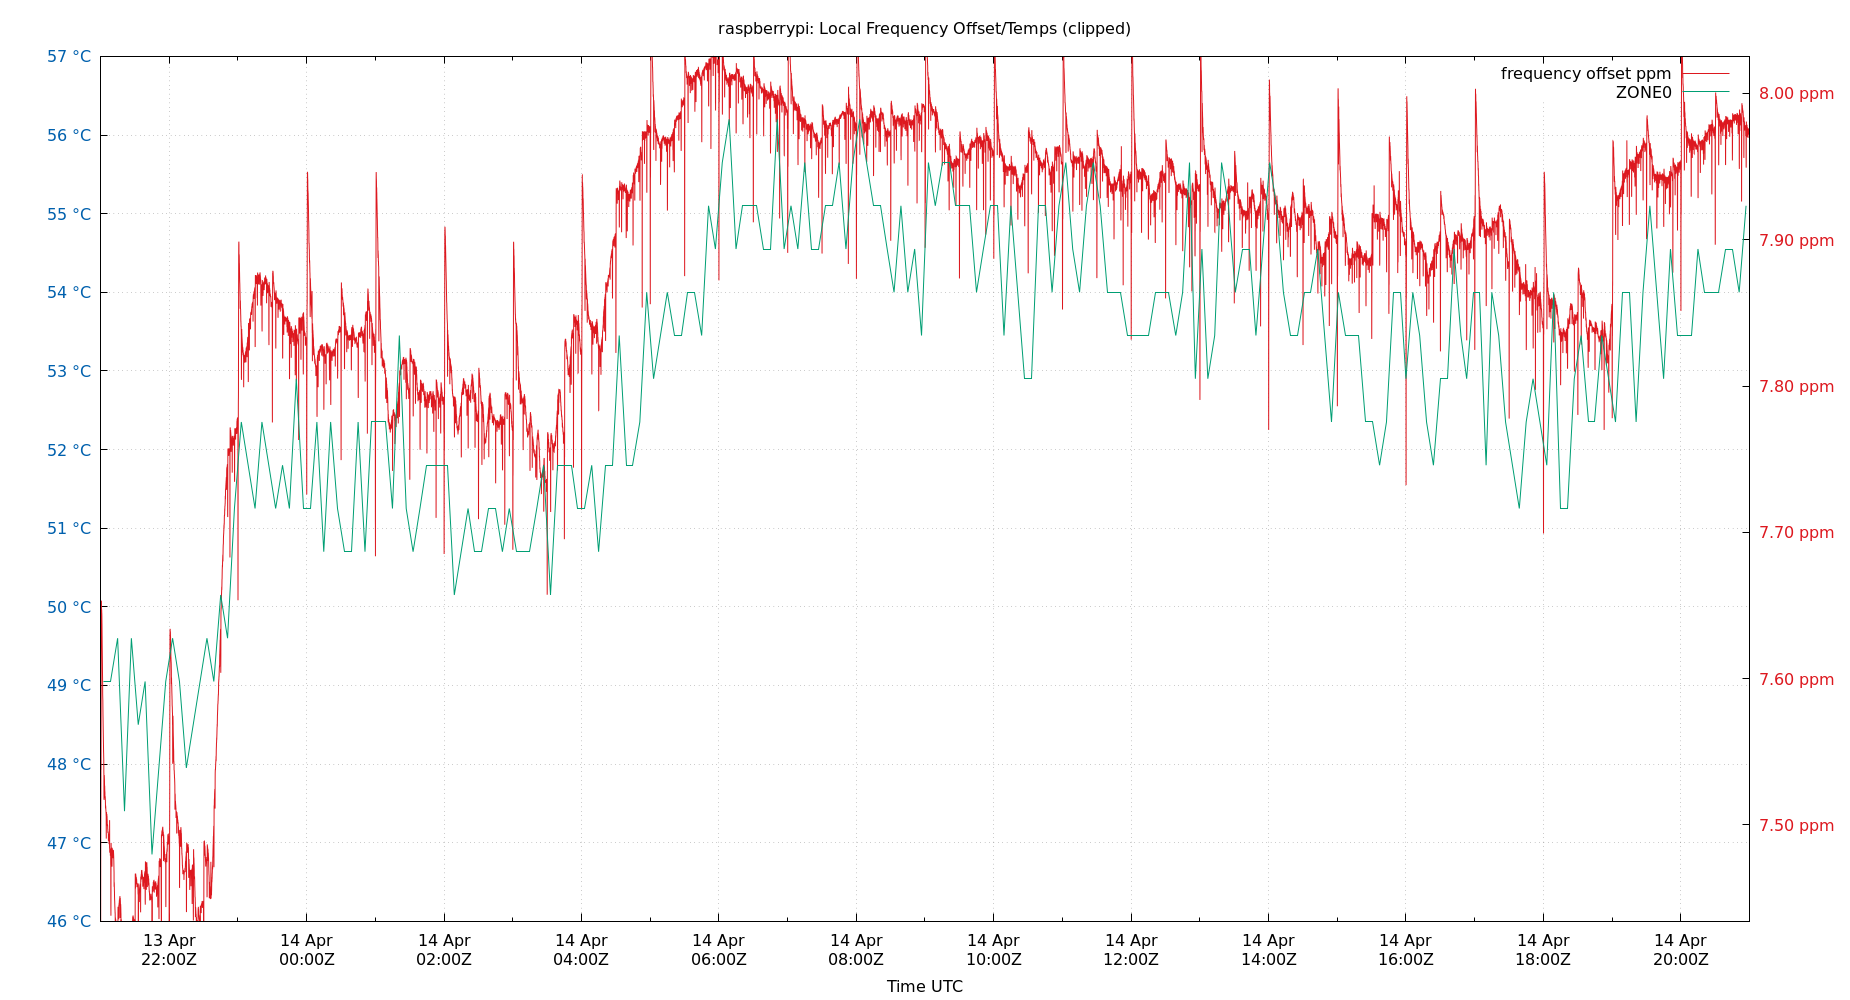 raspberrypi: Local Frequency Offset/Temps (clipped)
frequency offset ppm
ZONE0
57 °C
56 °C
55 °C
54 °C
53 °C
52 °C
51 °C
50 °C
49 °C
48 °C
47 °C
46 °C
8.00 ppm
7.90 ppm
7.80 ppm
7.70 ppm
7.60 ppm
7.50 ppm
13 Apr
22:00Z
14 Apr
00:00Z
14 Apr
02:00Z
14 Apr
04:00Z
14 Apr
06:00Z
14 Apr
08:00Z
14 Apr
10:00Z
14 Apr
12:00Z
14 Apr
14:00Z
14 Apr
16:00Z
14 Apr
18:00Z
14 Apr
20:00Z
Time UTC